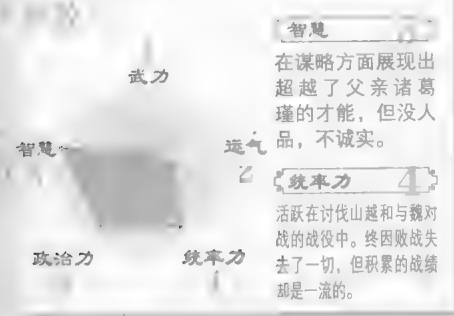 武力
智慧
运气
2
政治力
统率力
智慧
在谋略方面展现出
超越了父亲诸葛
瑾的才能，但没人
品，不诚实。
统率力 4
活跃在讨伐山越和与魏对
战的战役中。终因败战失
去了一切，但积累的战绩
却是一流的。